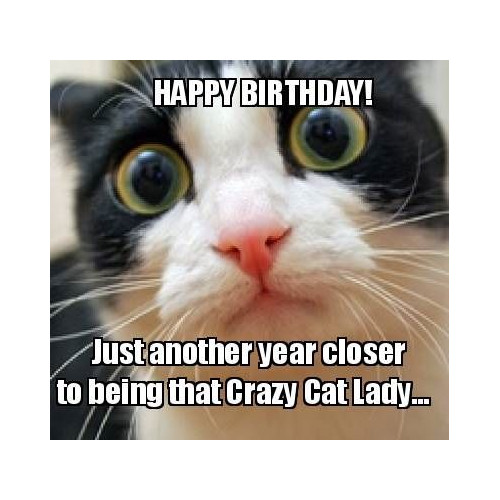 HAPPY BIRTHDAY!
Just another year closer
to being that Crazy Cat Lady...